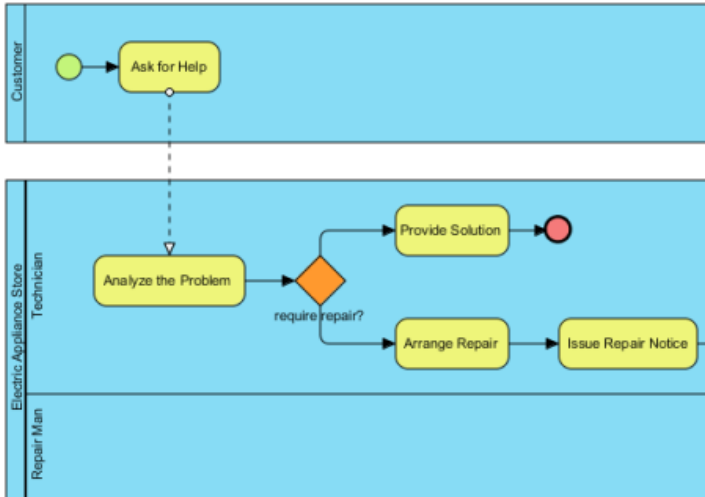 Customer
Ask for Help
Electric Appliance Store
Technician
Analyze the Problem
require repair?
Provide Solution
Arrange Repair
Issue Repair Notice
Repair Man